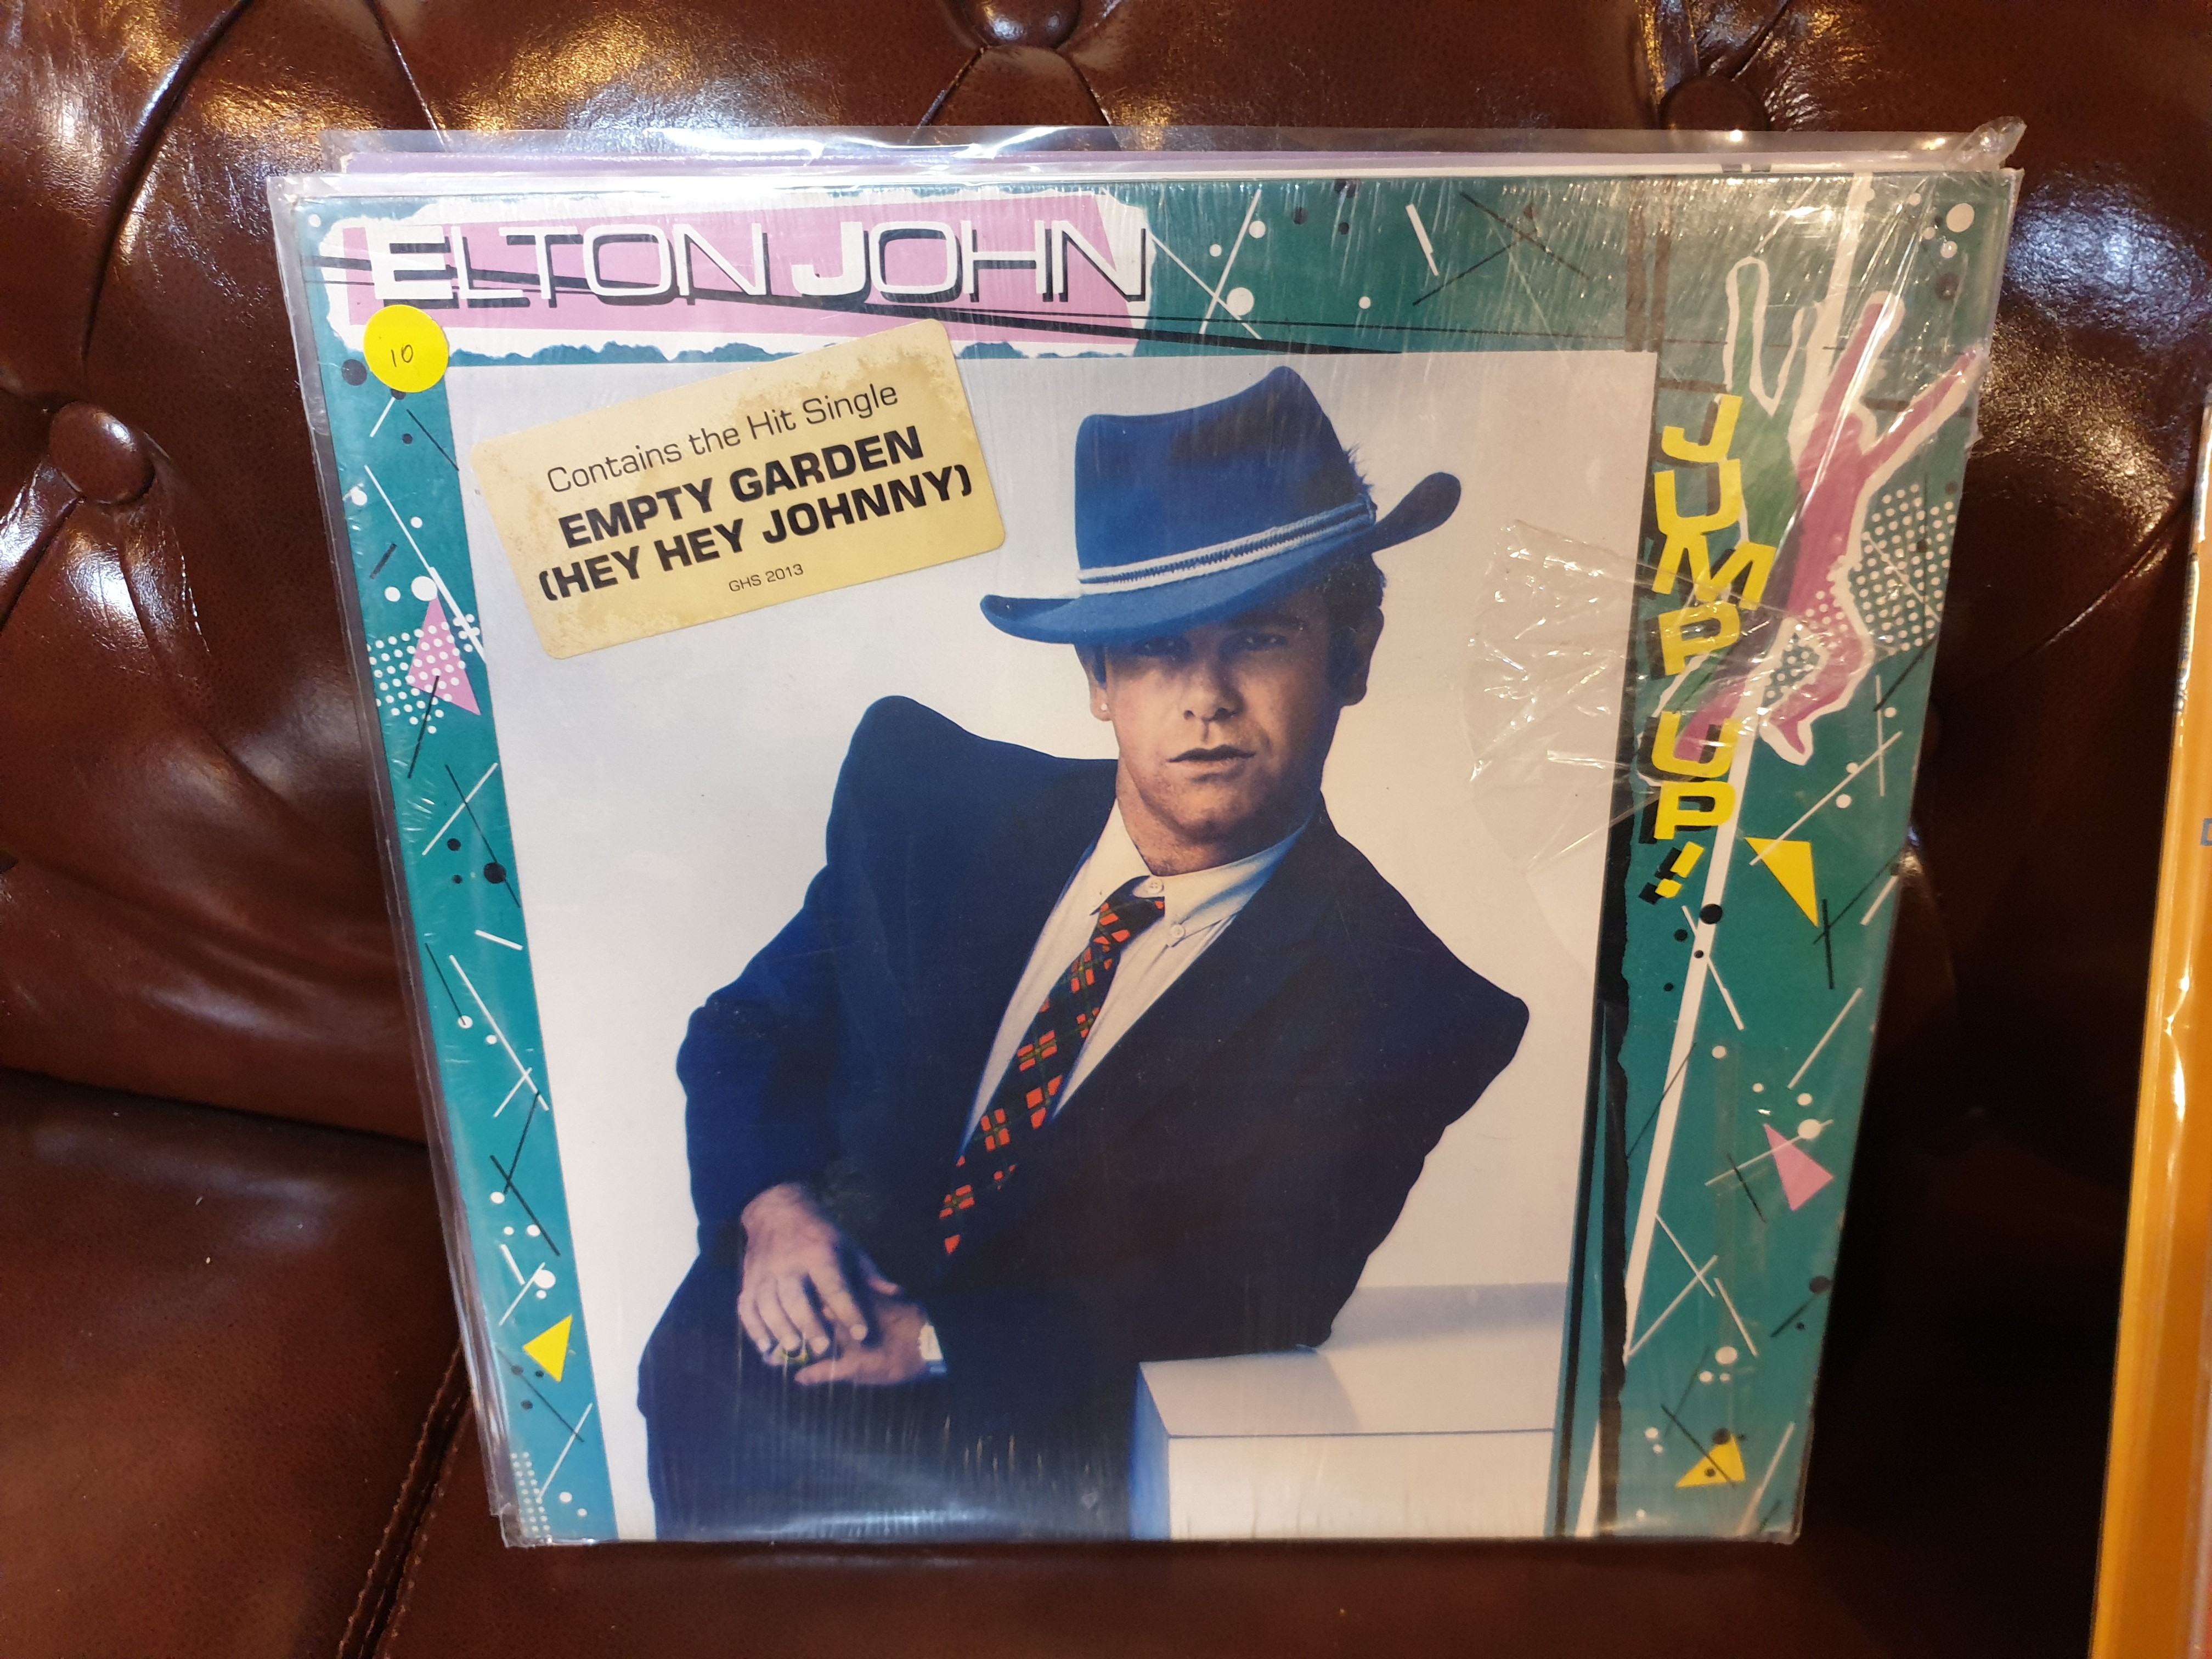 ELTON JOHN
10
Contains the Hit Single
EMPTY GARDEN
(HEY HEY JOHNNY)
GHS 2013
JUMP UP!